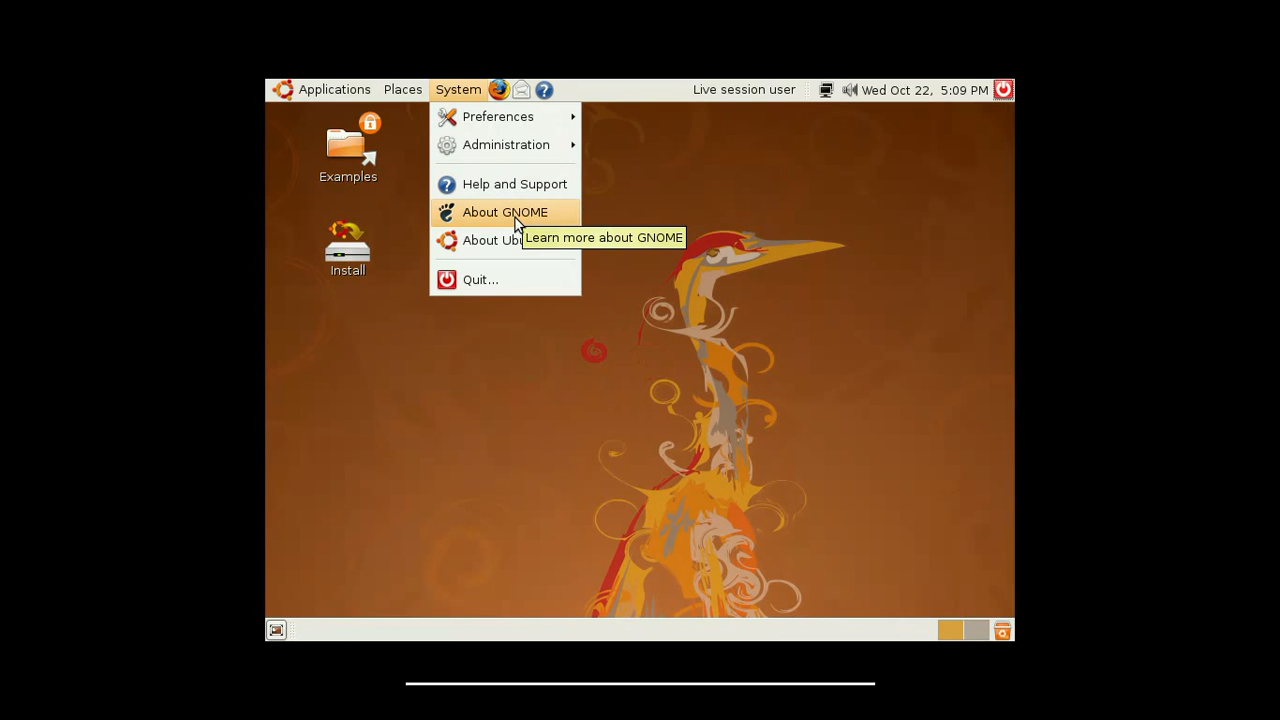 Applications Places System Live session user Wed Oct 22, 5:09 PM
Preferences
Administration
Examples
Help and Support
About GNOME
About Learn more about GNOME
Install
Quit...